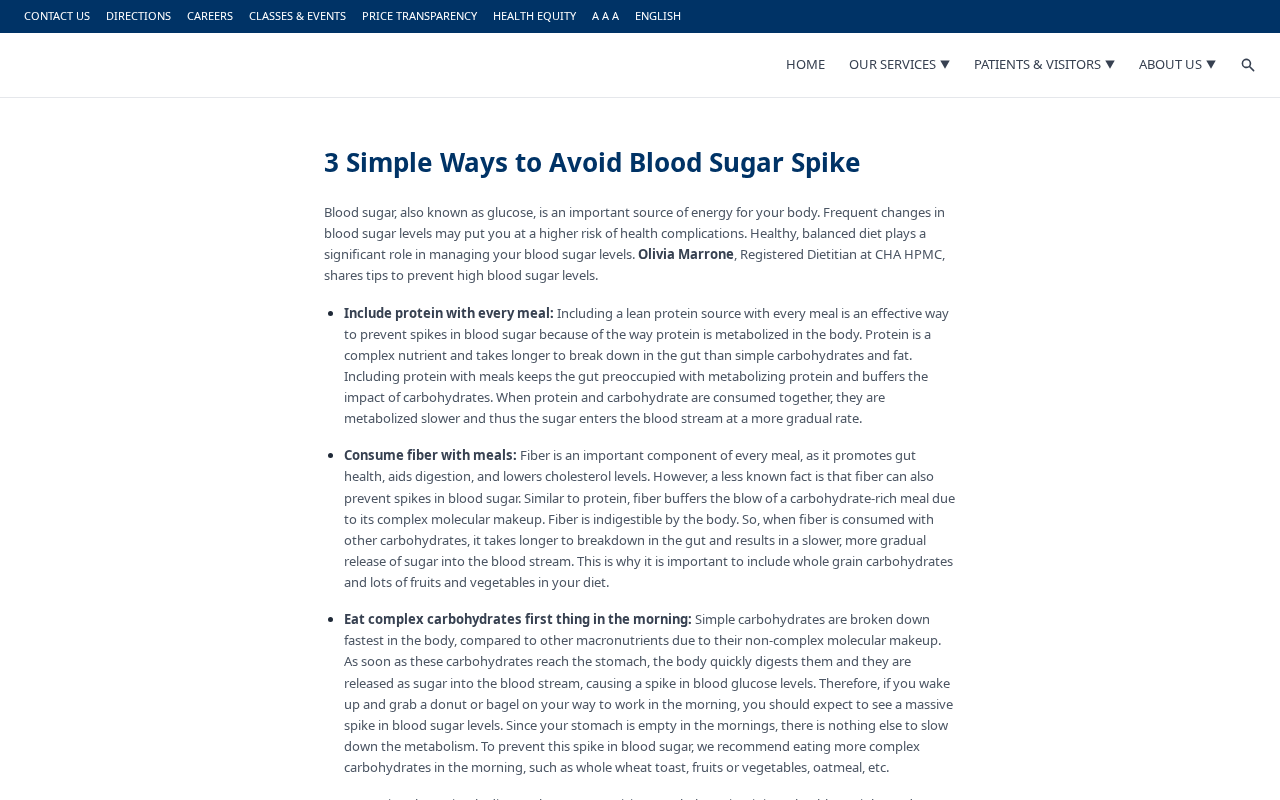 CONTACT US DIRECTIONS CAREERS CLASSES & EVENTS PRICE TRANSPARENCY HEALTH EQUITY A A A ENGLISH
HOME OUR SERVICES ▼ PATIENTS & VISITORS ▼ ABOUT US ▼
3 Simple Ways to Avoid Blood Sugar Spike
Blood sugar, also known as glucose, is an important source of energy for your body. Frequent changes in
blood sugar levels may put you at a higher risk of health complications. Healthy, balanced diet plays a
significant role in managing your blood sugar levels. Olivia Marrone, Registered Dietitian at CHA HPMC,
shares tips to prevent high blood sugar levels.
• Include protein with every meal: Including a lean protein source with every meal is an effective way
to prevent spikes in blood sugar because of the way protein is metabolized in the body. Protein is a
complex nutrient and takes longer to break down in the gut than simple carbohydrates and fat.
Including protein with meals keeps the gut preoccupied with metabolizing protein and buffers the
impact of carbohydrates. When protein and carbohydrate are consumed together, they are
metabolized slower and thus the sugar enters the blood stream at a more gradual rate.
• Consume fiber with meals: Fiber is an important component of every meal, as it promotes gut
health, aids digestion, and lowers cholesterol levels. However, a less known fact is that fiber can also
prevent spikes in blood sugar. Similar to protein, fiber buffers the blow of a carbohydrate-rich meal due
to its complex molecular makeup. Fiber is indigestible by the body. So, when fiber is consumed with
other carbohydrates, it takes longer to breakdown in the gut and results in a slower, more gradual
release of sugar into the blood stream. This is why it is important to include whole grain carbohydrates
and lots of fruits and vegetables in your diet.
• Eat complex carbohydrates first thing in the morning: Simple carbohydrates are broken down
fastest in the body, compared to other macronutrients due to their non-complex molecular makeup.
As soon as these carbohydrates reach the stomach, the body quickly digests them and they are
released as sugar into the blood stream, causing a spike in blood glucose levels. Therefore, if you wake
up and grab a donut or bagel on your way to work in the morning, you should expect to see a massive
spike in blood sugar levels. Since your stomach is empty in the mornings, there is nothing else to slow
down the metabolism. To prevent this spike in blood sugar, we recommend eating more complex
carbohydrates in the morning, such as whole wheat toast, fruits or vegetables, oatmeal, etc.